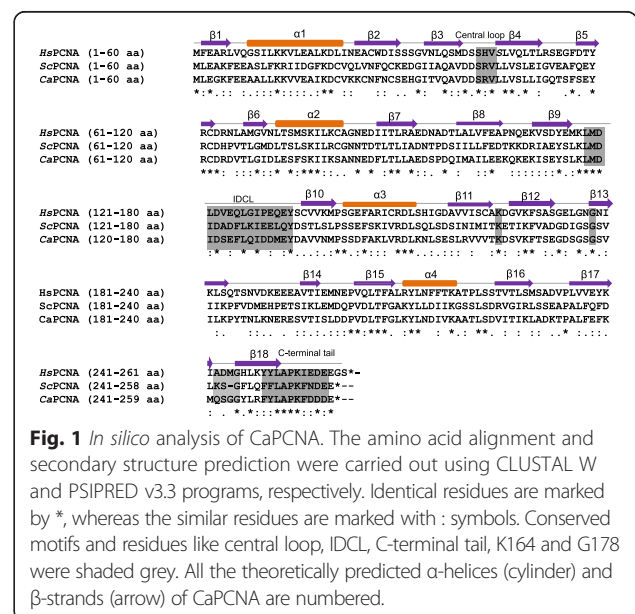 β1 α1 β2 β3 Central loop β4 β5
HsPCNA (1-60 aa) MFEARLVQGSILKKVLEALKDLINEACWDISSSGVNLQSMDSSHVSLVQLTLRSEGFDTY
ScPCNA (1-60 aa) MLEAKFEEASLFKRIIDGFKDCVQLVNFQCKEDGIIAQAVDDSRVLLVSLEIGVEAFQEY
CaPCNA (1-60 aa) MLEGKFEEAALLKKVVEAIKDCVKKCNFNCSEHGITVQAVDDSRVLLVSLLIGQTSFSEY
β6 α2 β7 β8 β9
HsPCNA (61-120 aa) RCDRNLAMGVNLTSMSKILKCAGNEDIITLRAEDNADTLALVFEAPNQEKVSDYEMKLMD
ScPCNA (61-120 aa) RCDHPVTLGMDLTSLSKILRCGNNTDTLTLIADNTPDSIILLFEDTKKDRIAEYSLKLMD
CaPCNA (61-120 aa) RCDRDVTLGIDLESFSKIIKSANNEDFLTLLAEDSPDQIMAILEEKQKEKISEYSLKLMD
IDCL β10 α3 β11 β12 β13
HsPCNA (121-180 aa) LDVEQLGIPEQEYSCVVKMPSGEFARICRDLSHIGDAVVISCAKDGVKFSASGELGNGNI
ScPCNA (121-180 aa) IDADFLKIEELQYDSTLSLPSSEFSKIVRDLSQLSDSINIMITKETIKFVADGDIGSGSV
CaPCNA (120-180 aa) IDSEFLQIDDMEYDAVVNMPSSDFAKLVRDLKNLSESLRVVVTKDSVKFTSEGDSGSGSV
β14 β15 α4 β16 β17
HsPCNA (181-240 aa) KLSQTSNVDKEEEAVTIEMNEPVQLTFALRYLNFFTKATPLSSTVTLSMSADVPLVVEYK
ScPCNA (181-240 aa) IIKPFVDMEHPETSIKLEMDQPVDLTFGAKYLLDIIKGSSLSDRVGIRLSSEAPALFQFD
CaPCNA (181-240 aa) ILKPYTNLKNERESVTISLDDPVDLTFGLKYLNDIVKAATLSDVITIKLADKTPALFEFK
β18 C-terminal tail
HsPCNA (241-261 aa) IADMGHLKYYLAPKIEDEEGS*-
ScPCNA (241-258 aa) LKS-GFLQFFLAPKFNDEE*--
CaPCNA (241-259 aa) MQSGGYLRFYLAPKFDDDE*--
Fig. 1 In silico analysis of CaPCNA. The amino acid alignment and
secondary structure prediction were carried out using CLUSTAL W
and PSIPRED v3.3 programs, respectively. Identical residues are marked
by *, whereas the similar residues are marked with : symbols. Conserved
motifs and residues like central loop, IDCL, C-terminal tail, K164 and G178
were shaded grey. All the theoretically predicted α-helices (cylinder) and
β-strands (arrow) of CaPCNA are numbered.